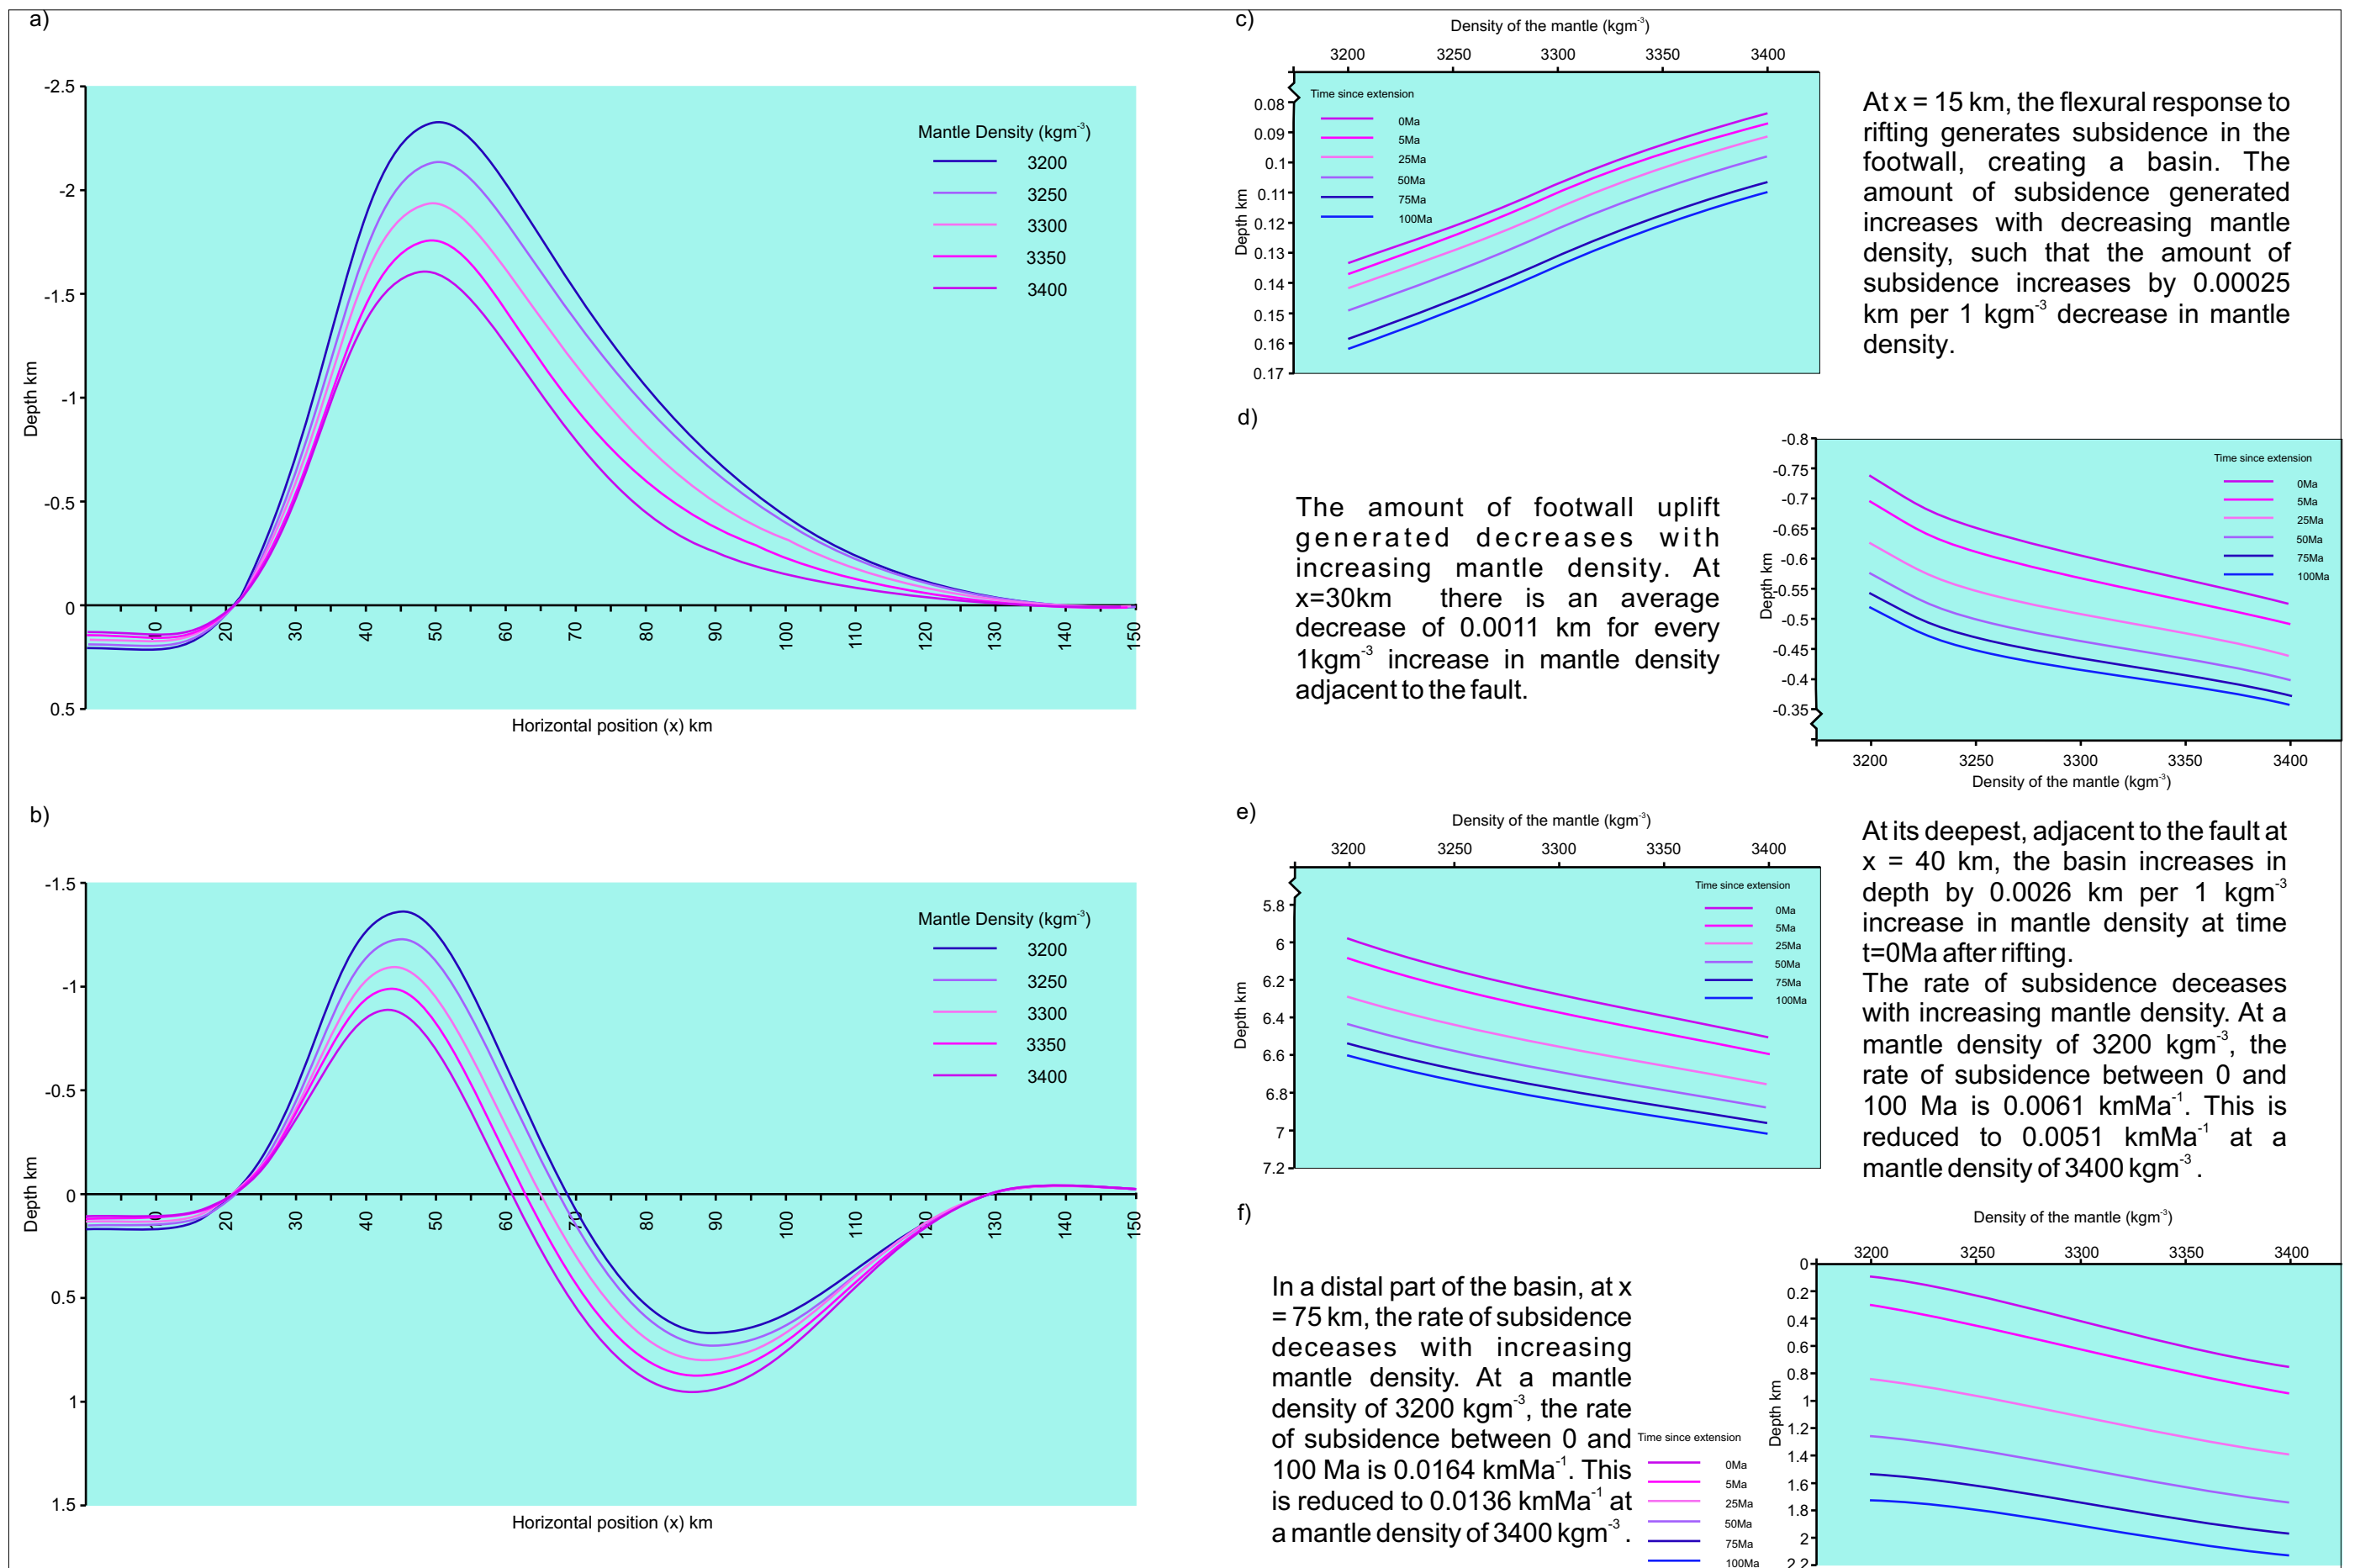 a)
-2.5
-2
-1.5
-1
-0.5
0
0.5
Depth km
10
20
30
40
50
60
70
80
90
100
110
120
130
140
150
Horizontal position (x) km
Mantle Density (kgm-3)
3200
3250
3300
3350
3400
b)
-1.5
-1
-0.5
0
0.5
1
1.5
Depth km
10
20
30
40
50
60
70
80
90
100
110
120
130
140
150
Horizontal position (x) km
Mantle Density (kgm-3)
3200
3250
3300
3350
3400
c)
Density of the mantle (kgm-3)
3200
3250
3300
3350
3400
Time since extension
0Ma
5Ma
25Ma
50Ma
75Ma
100Ma
0.08
0.09
0.1
0.11
0.12
0.13
0.14
0.15
0.16
0.17
Depth km
At x = 15 km, the flexural response to
rifting generates subsidence in the
footwall, creating a basin. The
amount of subsidence generated
increases with decreasing mantle
density, such that the amount of
subsidence increases by 0.00025
km per 1 kgm-3 decrease in mantle
density.
d)
The amount of footwall uplift
generated decreases with
increasing mantle density. At
x=30km there is an average
decrease of 0.0011 km for every
1kgm-3 increase in mantle density
adjacent to the fault.
-0.8
-0.75
-0.7
-0.65
-0.6
-0.55
-0.5
-0.45
-0.4
-0.35
Depth km
Time since extension
0Ma
5Ma
25Ma
50Ma
75Ma
100Ma
3200
3250
3300
3350
3400
Density of the mantle (kgm-3)
e)
Density of the mantle (kgm-3)
3200
3250
3300
3350
3400
Time since extension
0Ma
5Ma
25Ma
50Ma
75Ma
100Ma
5.8
6
6.2
6.4
6.6
6.8
7
7.2
Depth km
At its deepest, adjacent to the fault at
x = 40 km, the basin increases in
depth by 0.0026 km per 1 kgm-3
increase in mantle density at time
t=0Ma after rifting.
The rate of subsidence deceases
with increasing mantle density. At a
mantle density of 3200 kgm-3, the
rate of subsidence between 0 and
100 Ma is 0.0061 kmMa-1. This is
reduced to 0.0051 kmMa-1 at a
mantle density of 3400 kgm-3 .
f)
In a distal part of the basin, at x
= 75 km, the rate of subsidence
deceases with increasing
mantle density. At a mantle
density of 3200 kgm-3, the rate
of subsidence between 0 and
100 Ma is 0.0164 kmMa-1. This
is reduced to 0.0136 kmMa-1 at
a mantle density of 3400 kgm-3 .
Time since extension
0Ma
5Ma
25Ma
50Ma
75Ma
100Ma
Density of the mantle (kgm-3)
3200
3250
3300
3350
3400
0
0.2
0.4
0.6
0.8
1
1.2
1.4
1.6
1.8
2
2.2
Depth km